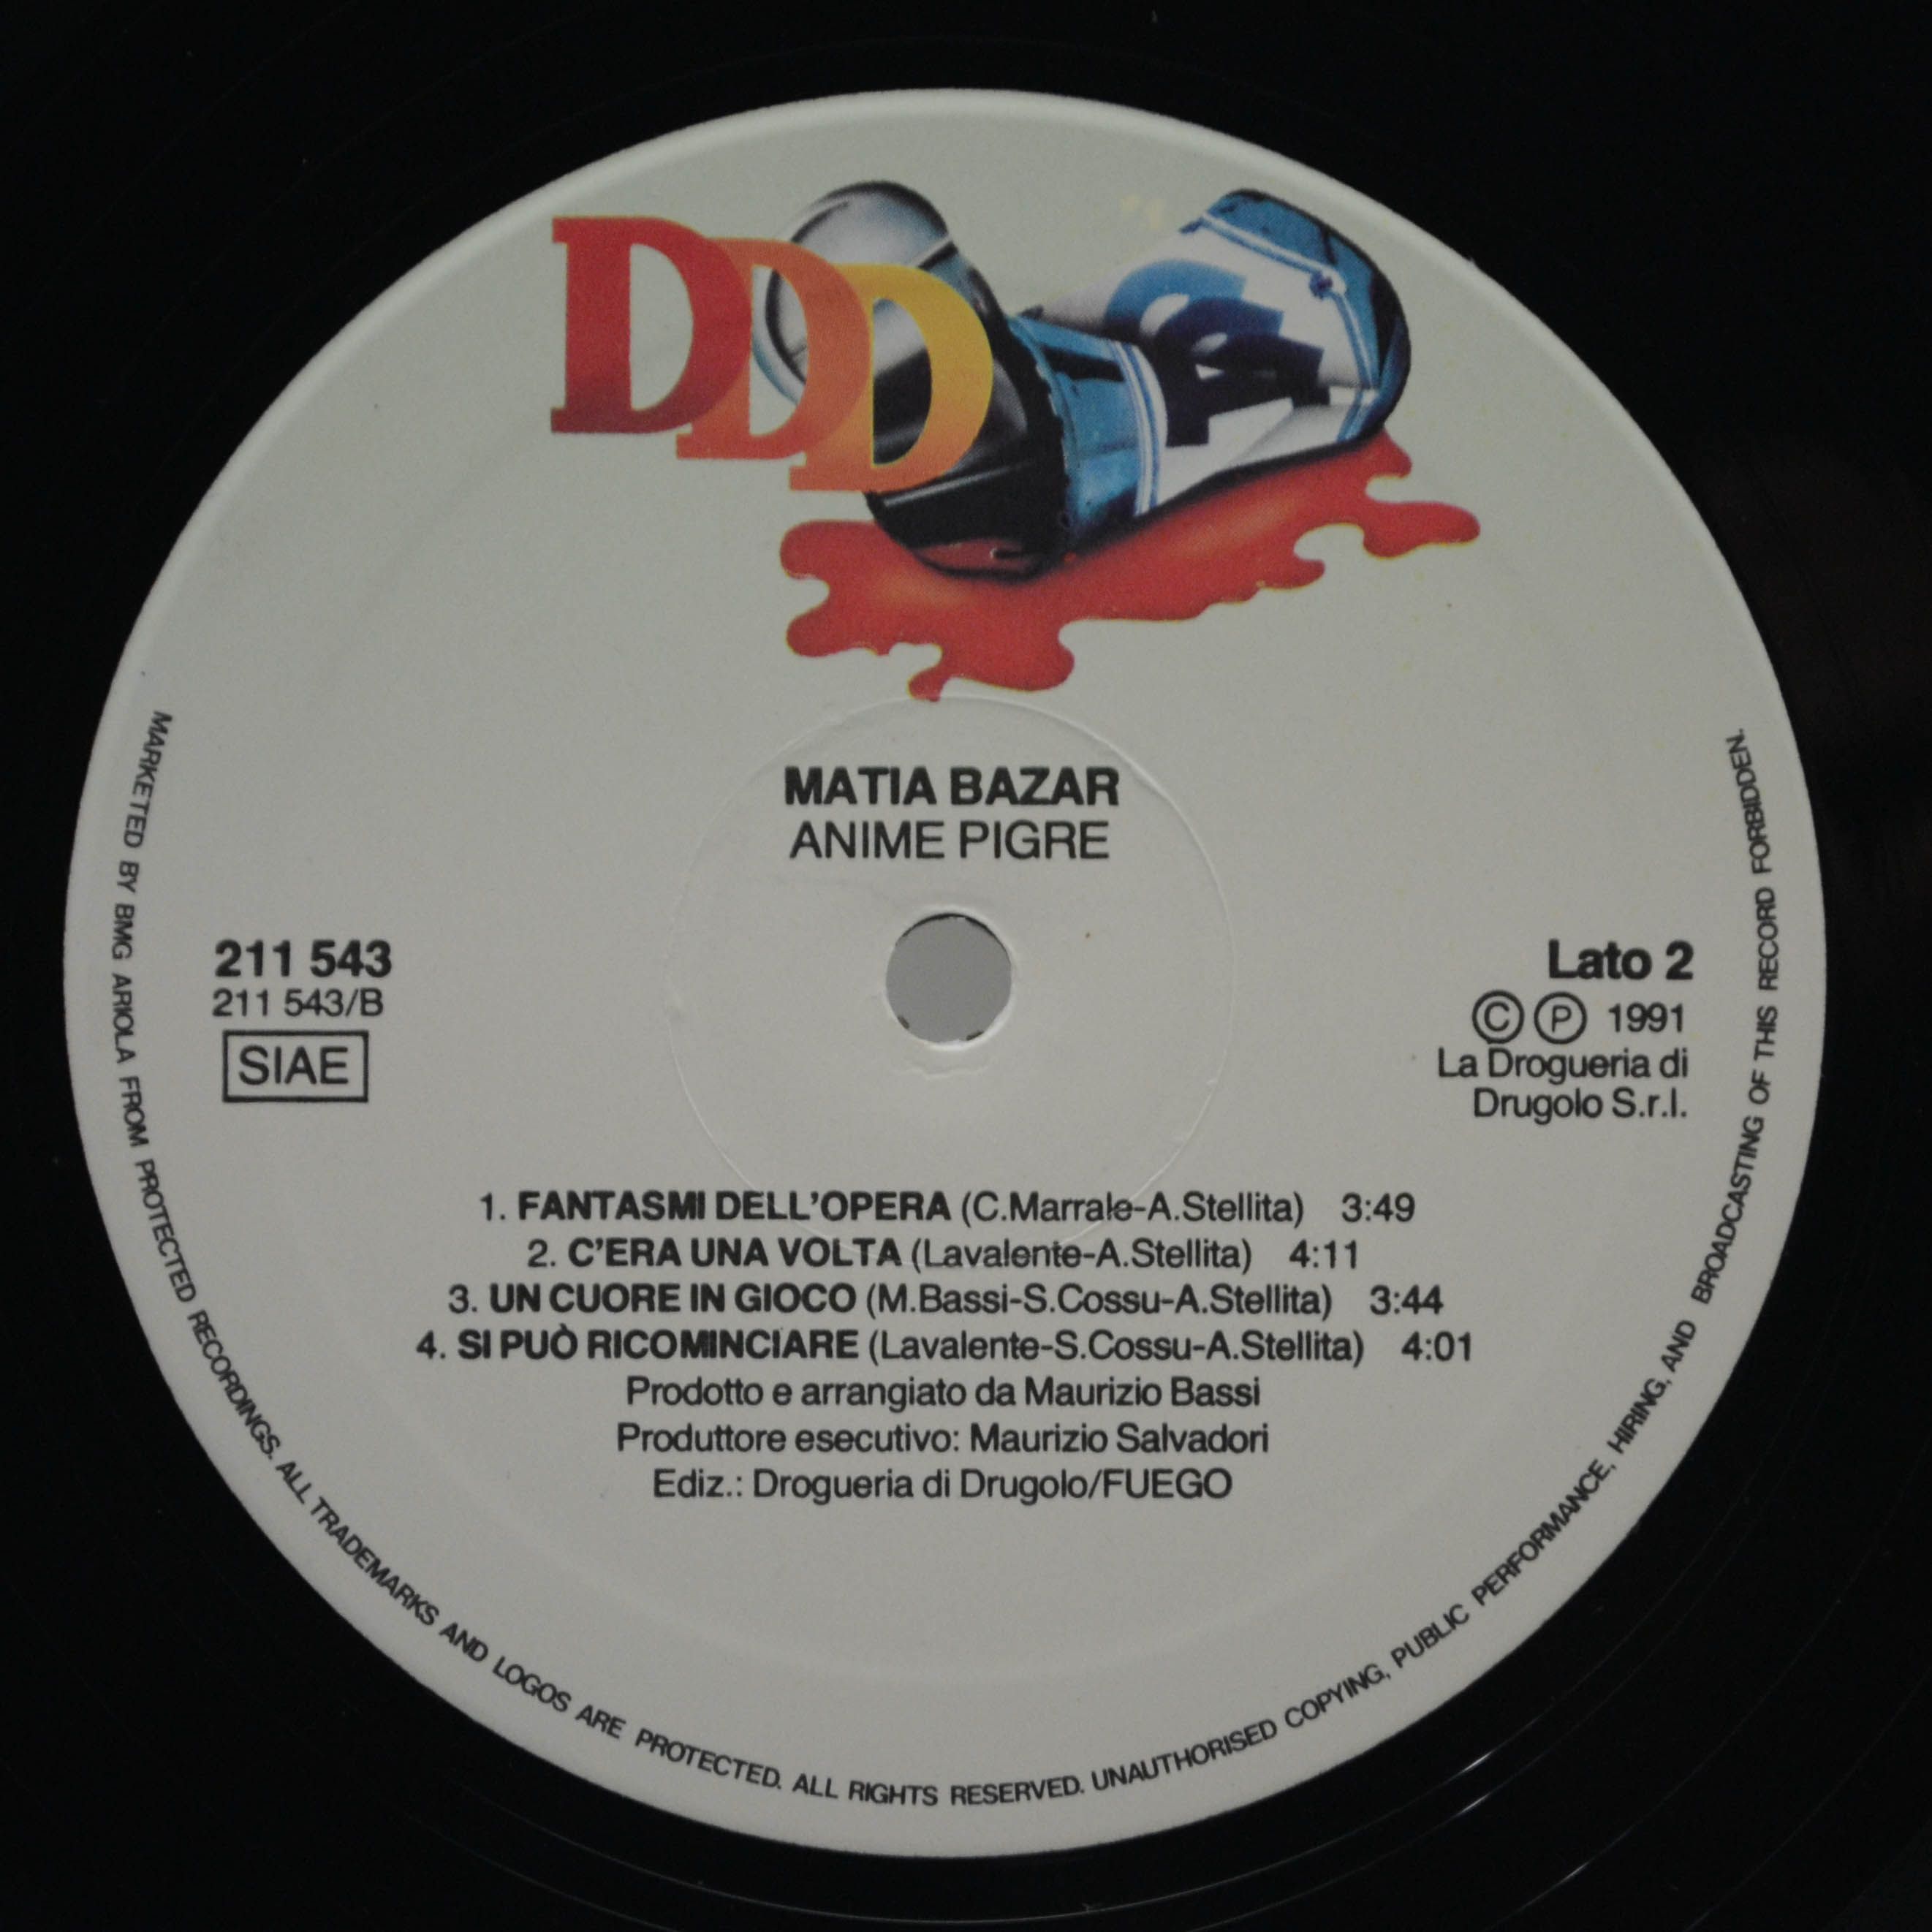 DDD
MATIA BAZAR
ANIME PIGRE
211 543
211 543/B
SIAE
Lato 2
Ⓒ Ⓟ 1991
La Drogueria di
Drugolo S.r.l.
1. FANTASMI DELL'OPERA (C.Marrale-A.Stellita) 3:49
2. C'ERA UNA VOLTA (Lavalente-A.Stellita) 4:11
3. UN CUORE IN GIOCO (M.Bassi-S.Cossu-A.Stellita) 3:44
4. SI PUÒ RICOMINCIARE (Lavalente-S.Cossu-A.Stellita) 4:01
Prodotto e arrangiato da Maurizio Bassi
Produttore esecutivo: Maurizio Salvadori
Ediz.: Drogueria di Drugolo/FUEGO
MARKETED BY BMG ARIOLA FROM PROTECTED RECORDINGS. ALL TRADEMARKS AND LOGOS ARE PROTECTED. ALL RIGHTS RESERVED. UNAUTHORISED COPYING, PUBLIC PERFORMANCE, HIRING, AND BROADCASTING OF THIS RECORD FORBIDDEN.